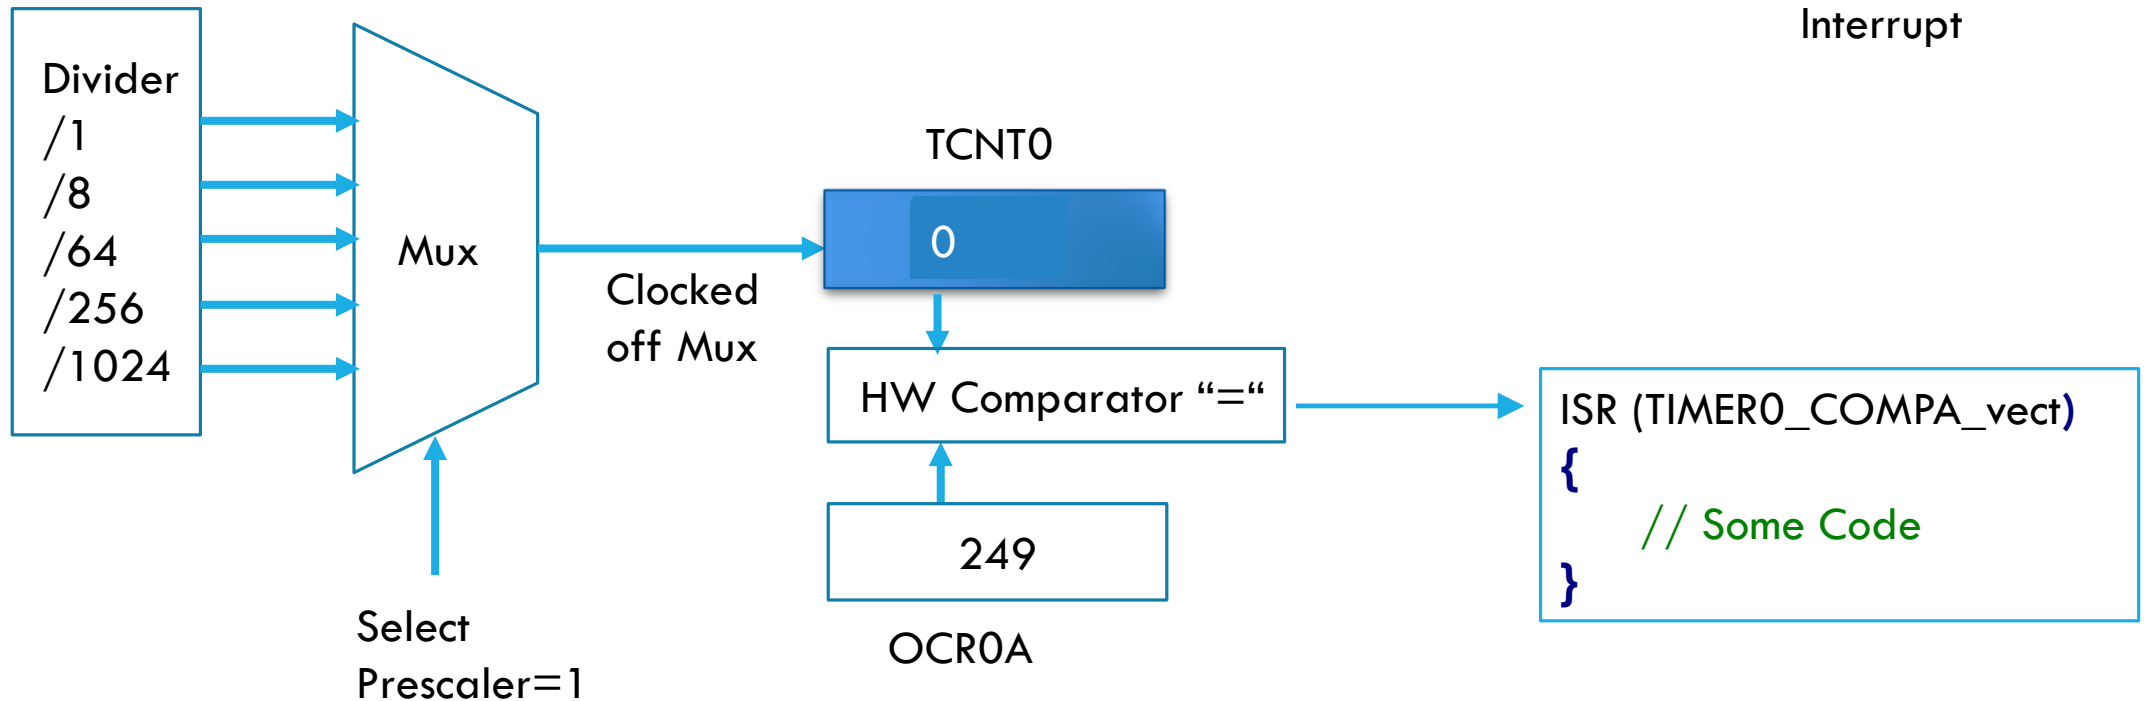 Interrupt
Divider
/1
/8
/64
/256
/1024
Mux
Select
Prescaler=1
Clocked
off Mux
TCNT0
0
HW Comparator “=“
249
OCR0A
ISR (TIMER0_COMPA_vect)
{
// Some Code
}